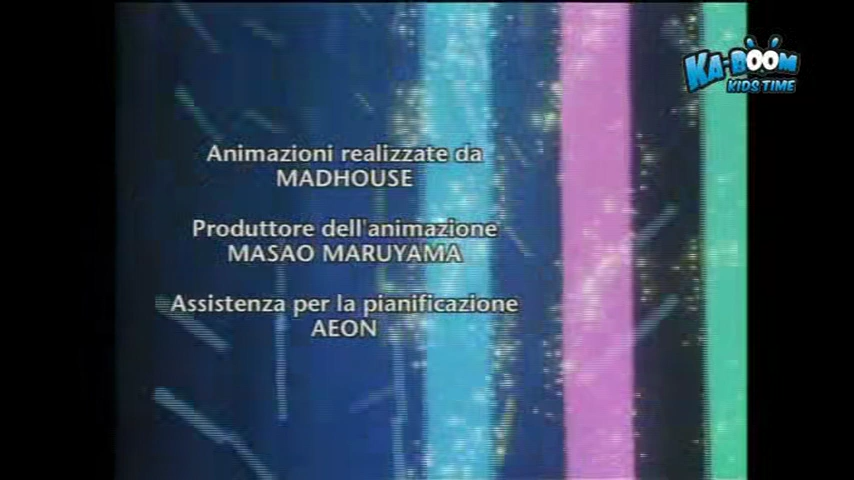 KA-BOOM
KIDS TIME
Animazioni realizzate da
MADHOUSE
Produttore dell'animazione
MASAO MARUYAMA
Assistenza per la pianificazione
AEON